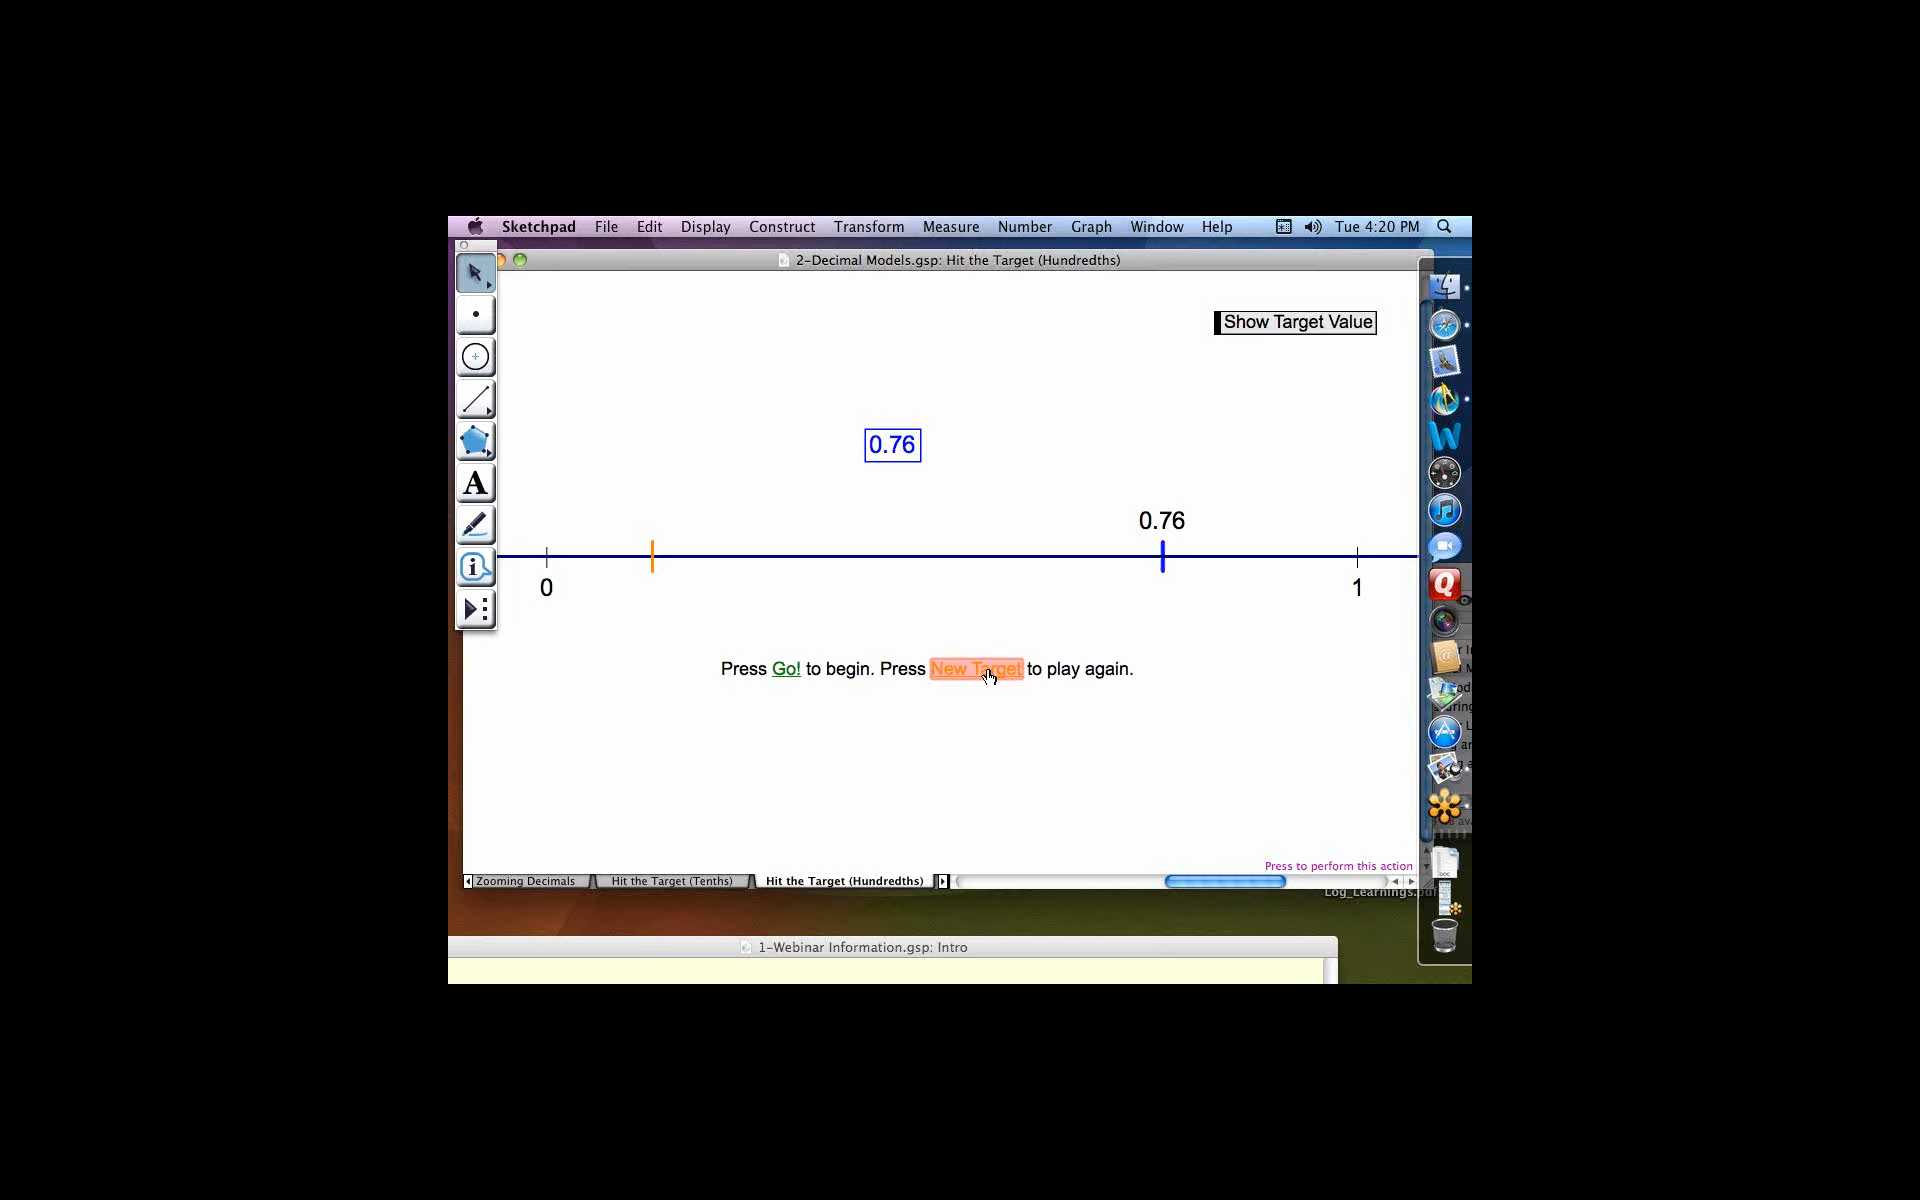 Sketchpad File Edit Display Construct Transform Measure Number Graph Window Help Tue 4:20 PM
2-Decimal Models.gsp: Hit the Target (Hundredths)
Show Target Value
0.76
0.76
0 1
A
Press Go! to begin. Press New Target to play again.
Press to perform this action
Zooming Decimals Hit the Target (Tenths) Hit the Target (Hundredths)
1-Webinar Information.gsp: Intro